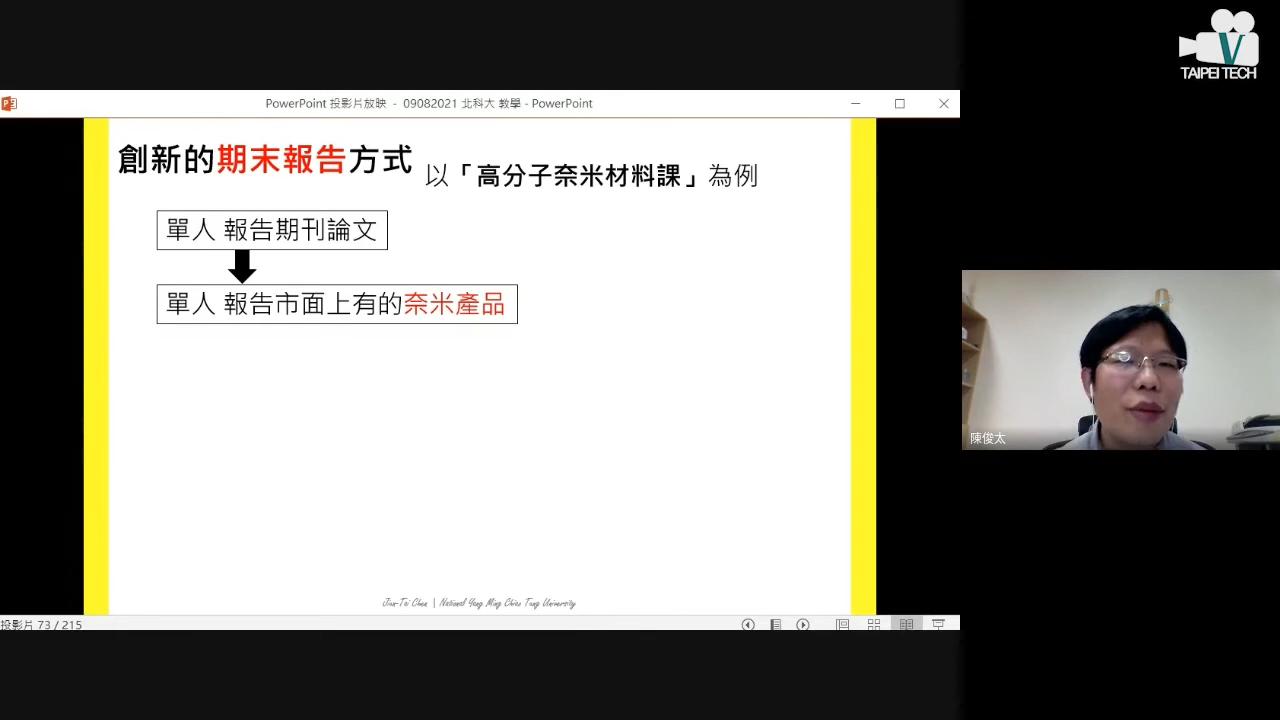 V
TAIPEI TECH
PowerPoint 投影片放映 - 09082021 北科大 教學 - PowerPoint
創新的期末報告方式 以「高分子奈米材料課」為例
單人 報告期刊論文
單人 報告市面上有的奈米產品
Jiun-Tai Chen | National Yang Ming Chiao Tung University
投影片 73 / 215
陳俊太